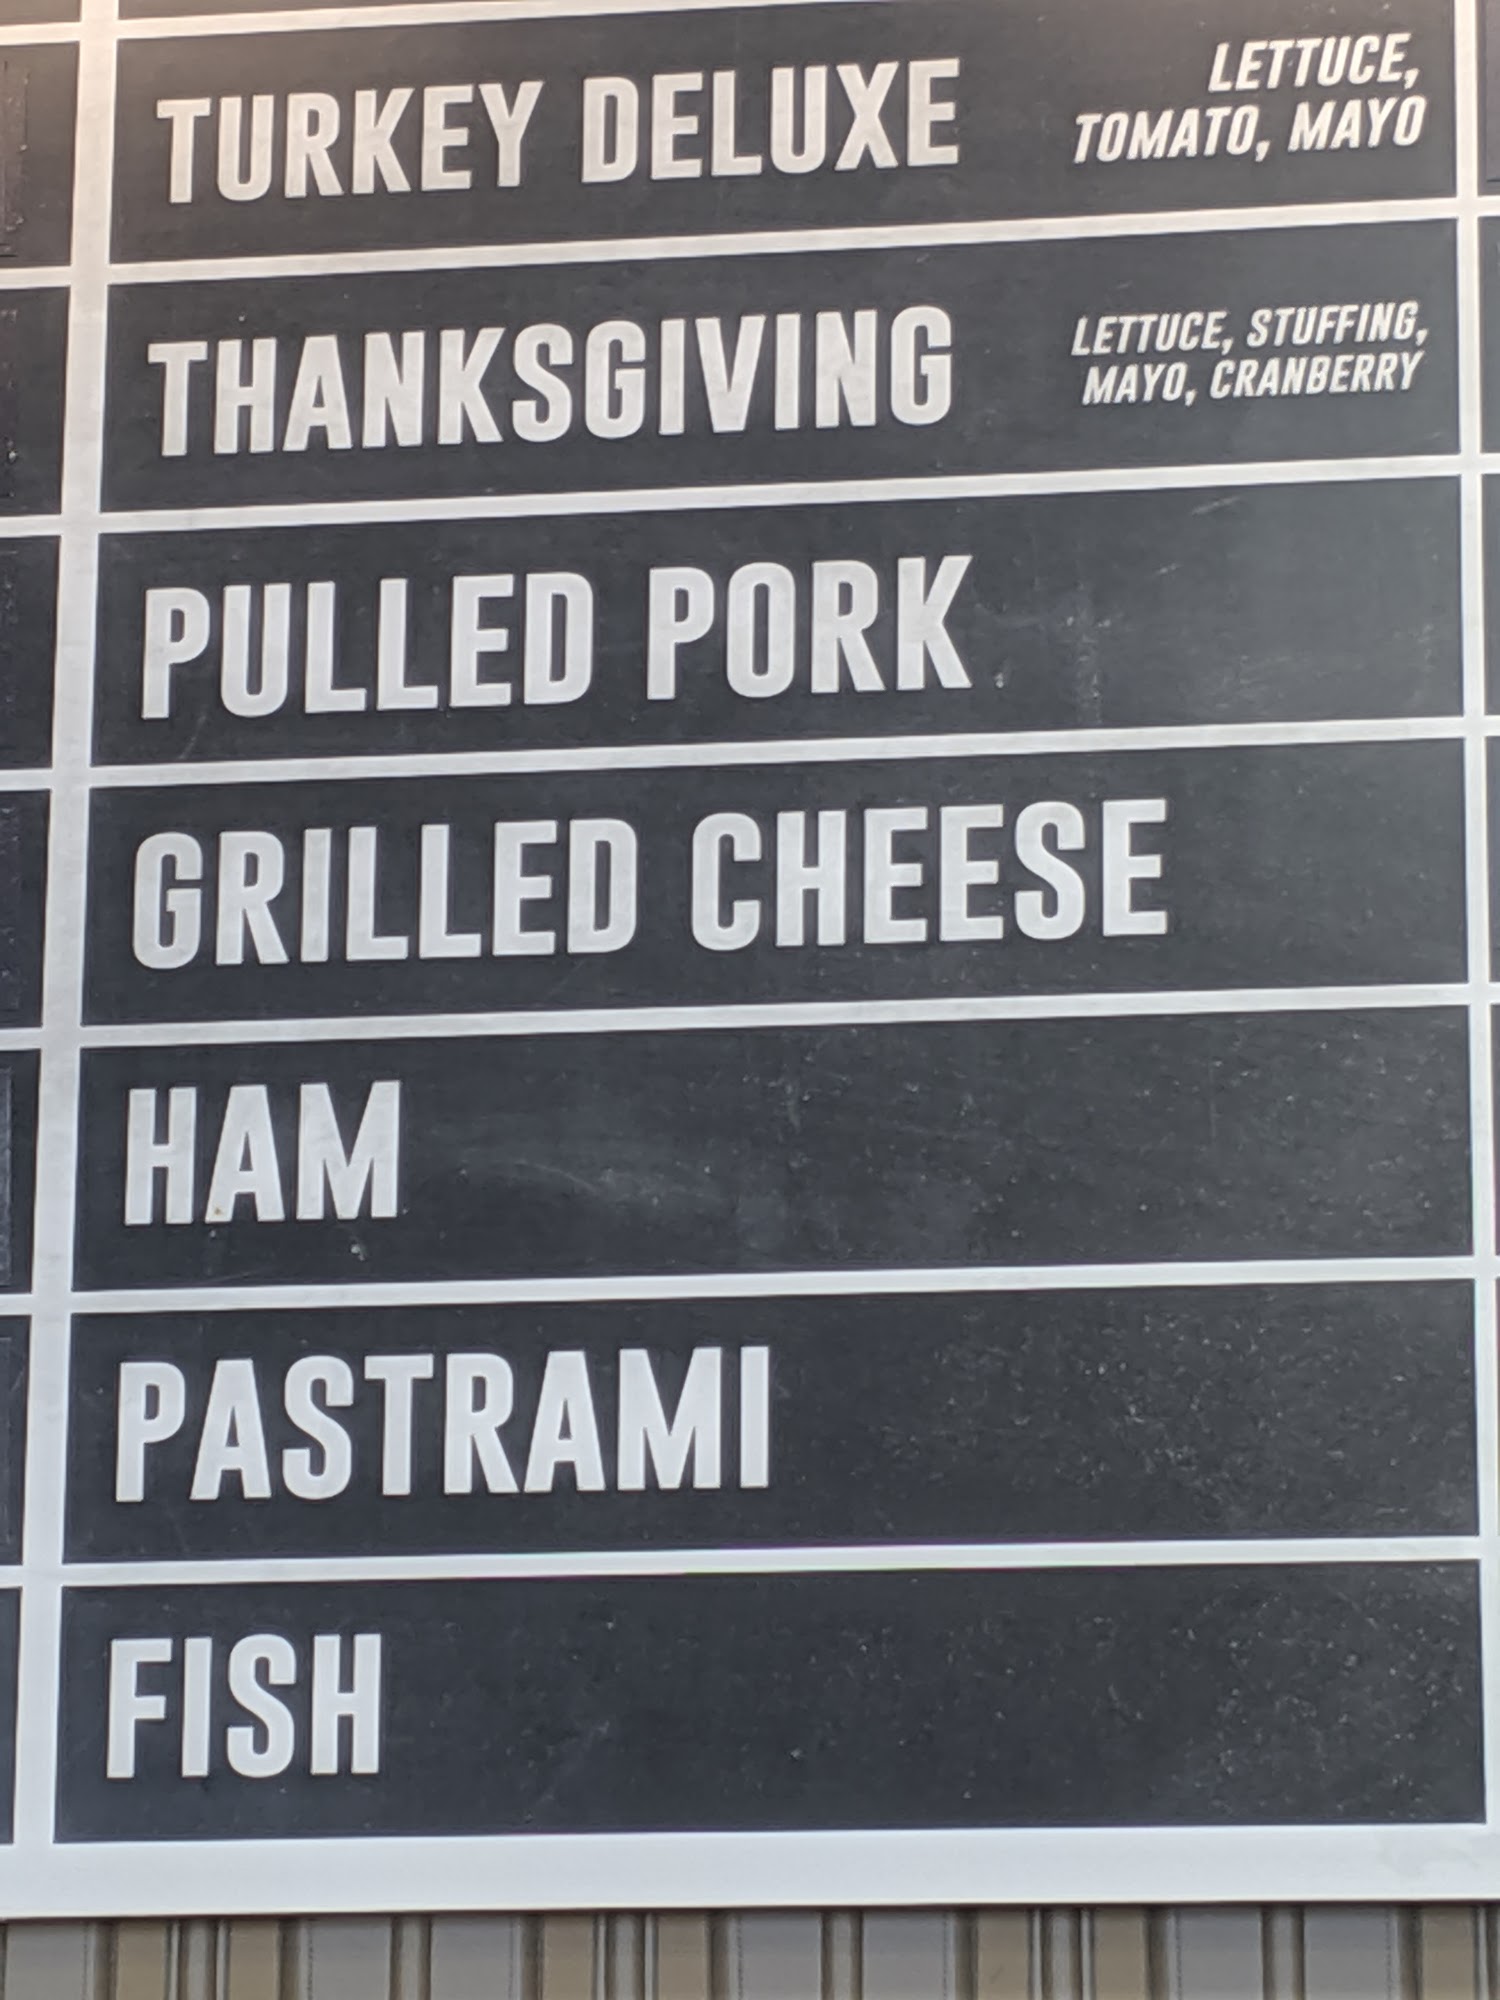 TURKEY DELUXE
LETTUCE,
TOMATO, MAYO
THANKSGIVING
LETTUCE, STUFFING,
MAYO, CRANBERRY
PULLED PORK
GRILLED CHEESE
HAM
PASTRAMI
FISH